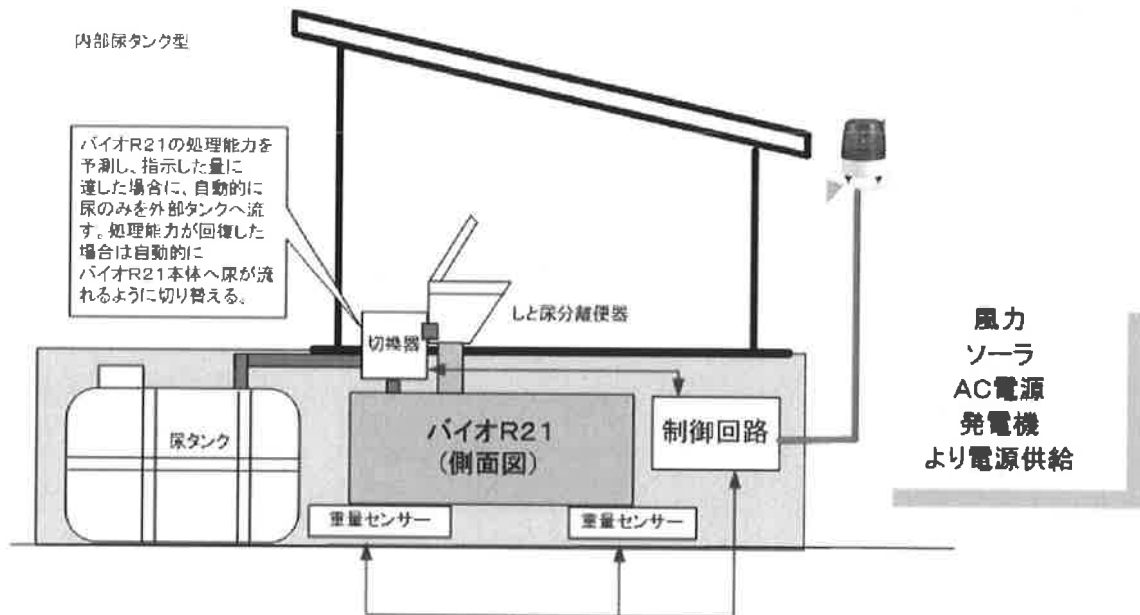 内部尿タンク型
バイオR21の処理能力を
予測し、指示した量に
達した場合に、自動的に
尿のみを外部タンクへ流
す。処理能力が回復した
場合は自動的に
バイオR21本体へ尿が流
れるように切り替える。
しと尿分離便器
切換器
風力
ソーラ
AC電源
発電機
より電源供給
尿タンク
バイオR21
(側面図)
制御回路
重量センサー
重量センサー